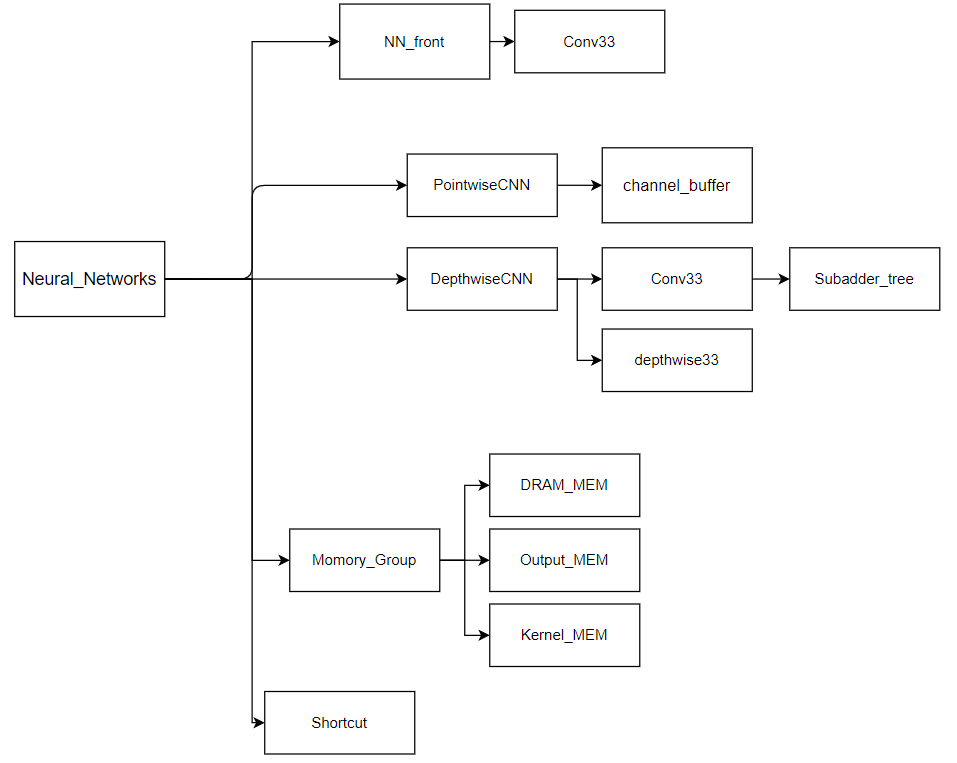 NN_front
Conv33
PointwiseCNN
channel_buffer
Neural_Networks
DepthwiseCNN
Conv33
Subadder_tree
depthwise33
DRAM_MEM
Momory_Group
Output_MEM
Kernel_MEM
Shortcut